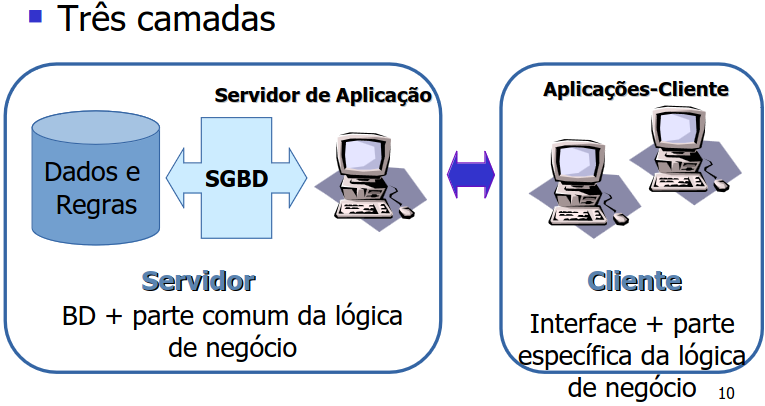 ▪ Três camadas
Servidor de Aplicação
Dados e
Regras
SGBD
Servidor
BD + parte comum da lógica
de negócio
Aplicações-Cliente
Cliente
Interface + parte
específica da lógica
de negócio
10